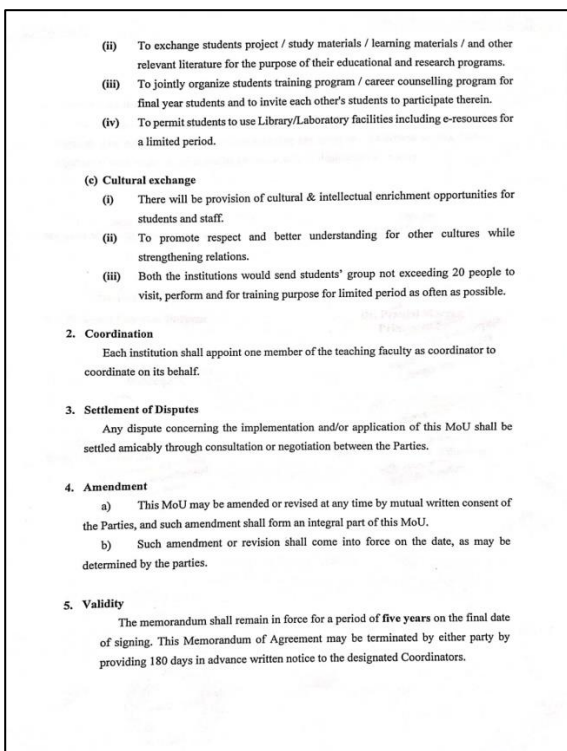 (ii) To exchange students project / study materials / learning materials / and other
relevant literature for the purpose of their educational and research programs.
(iii) To jointly organize students training program / career counselling program for
final year students and to invite each other's students to participate therein.
(iv) To permit students to use Library/Laboratory facilities including e-resources for
a limited period.
(c) Cultural exchange
(i) There will be provision of cultural & intellectual enrichment opportunities for
students and staff.
(ii) To promote respect and better understanding for other cultures while
strengthening relations.
(iii) Both the institutions would send students' group not exceeding 20 people to
visit, perform and for training purpose for limited period as often as possible.
2. Coordination
Each institution shall appoint one member of the teaching faculty as coordinator to
coordinate on its behalf.
3. Settlement of Disputes
Any dispute concerning the implementation and/or application of this MoU shall be
settled amicably through consultation or negotiation between the Parties.
4. Amendment
a) This MoU may be amended or revised at any time by mutual written consent of
the Parties, and such amendment shall form an integral part of this MoU.
b) Such amendment or revision shall come into force on the date, as may be
determined by the parties.
5. Validity
The memorandum shall remain in force for a period of five years on the final date
of signing. This Memorandum of Agreement may be terminated by either party by
providing 180 days in advance written notice to the designated Coordinators.